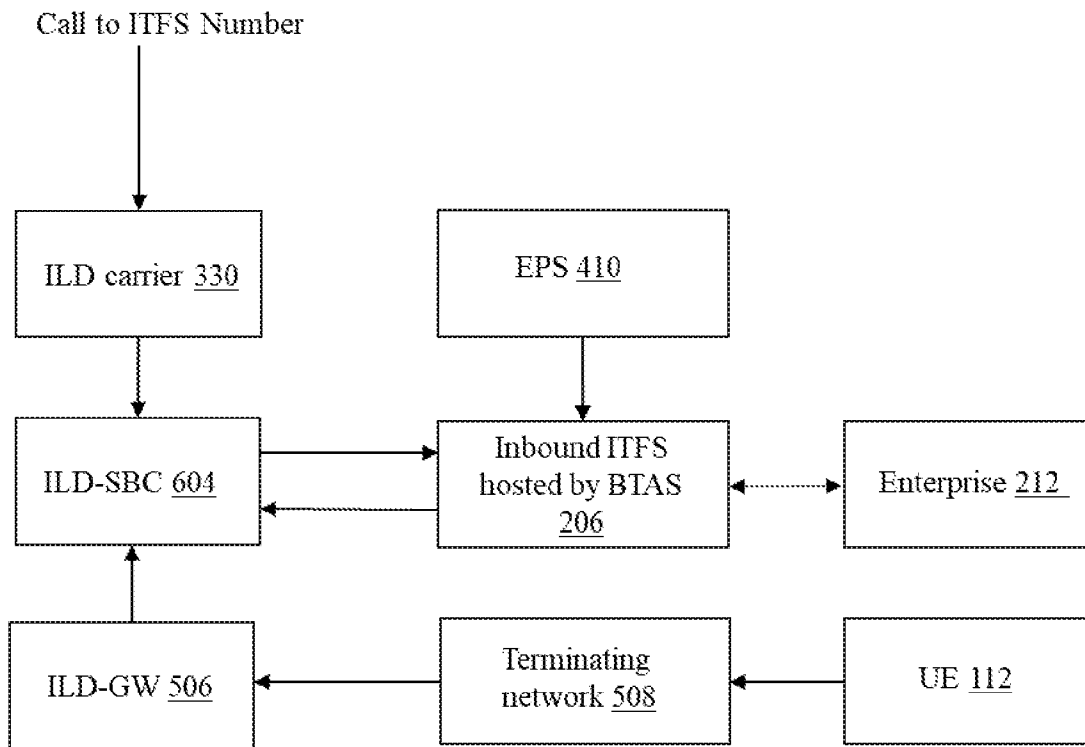 Call to ITFS Number
ILD carrier 330
EPS 410
ILD-SBC 604
Inbound ITFS
hosted by BTAS
206
Enterprise 212
ILD-GW 506
Terminating
network 508
UE 112